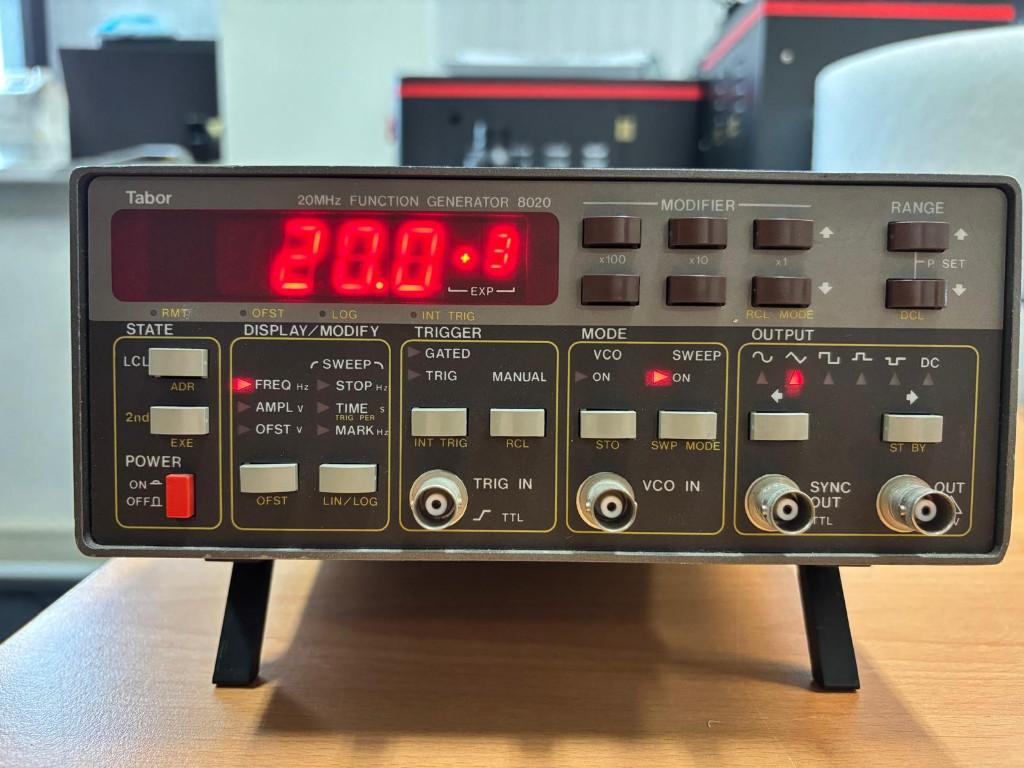 Tabor
20MHz FUNCTION GENERATOR 8020
MODIFIER
RANGE
20.0 +3
EXP
x100 x10 x1
P. SET
RMT OFST LOG INT TRIG
RCL MODE
DCL
STATE
DISPLAY/MODIFY
TRIGGER
MODE
OUTPUT
LCL
ADR
2nd
EXE
POWER
ON
OFF
SWEEP
FREQ Hz STOP Hz
AMPL V TIME S
TRIG PER
OFST V MARK Hz
OFST LIN/LOG
GATED
TRIG MANUAL
INT TRIG RCL
TRIG IN
TTL
VCO SWEEP
ON ON
STO SWP MODE
VCO IN
DC
ST BY
SYNC
OUT
TTL
OUT